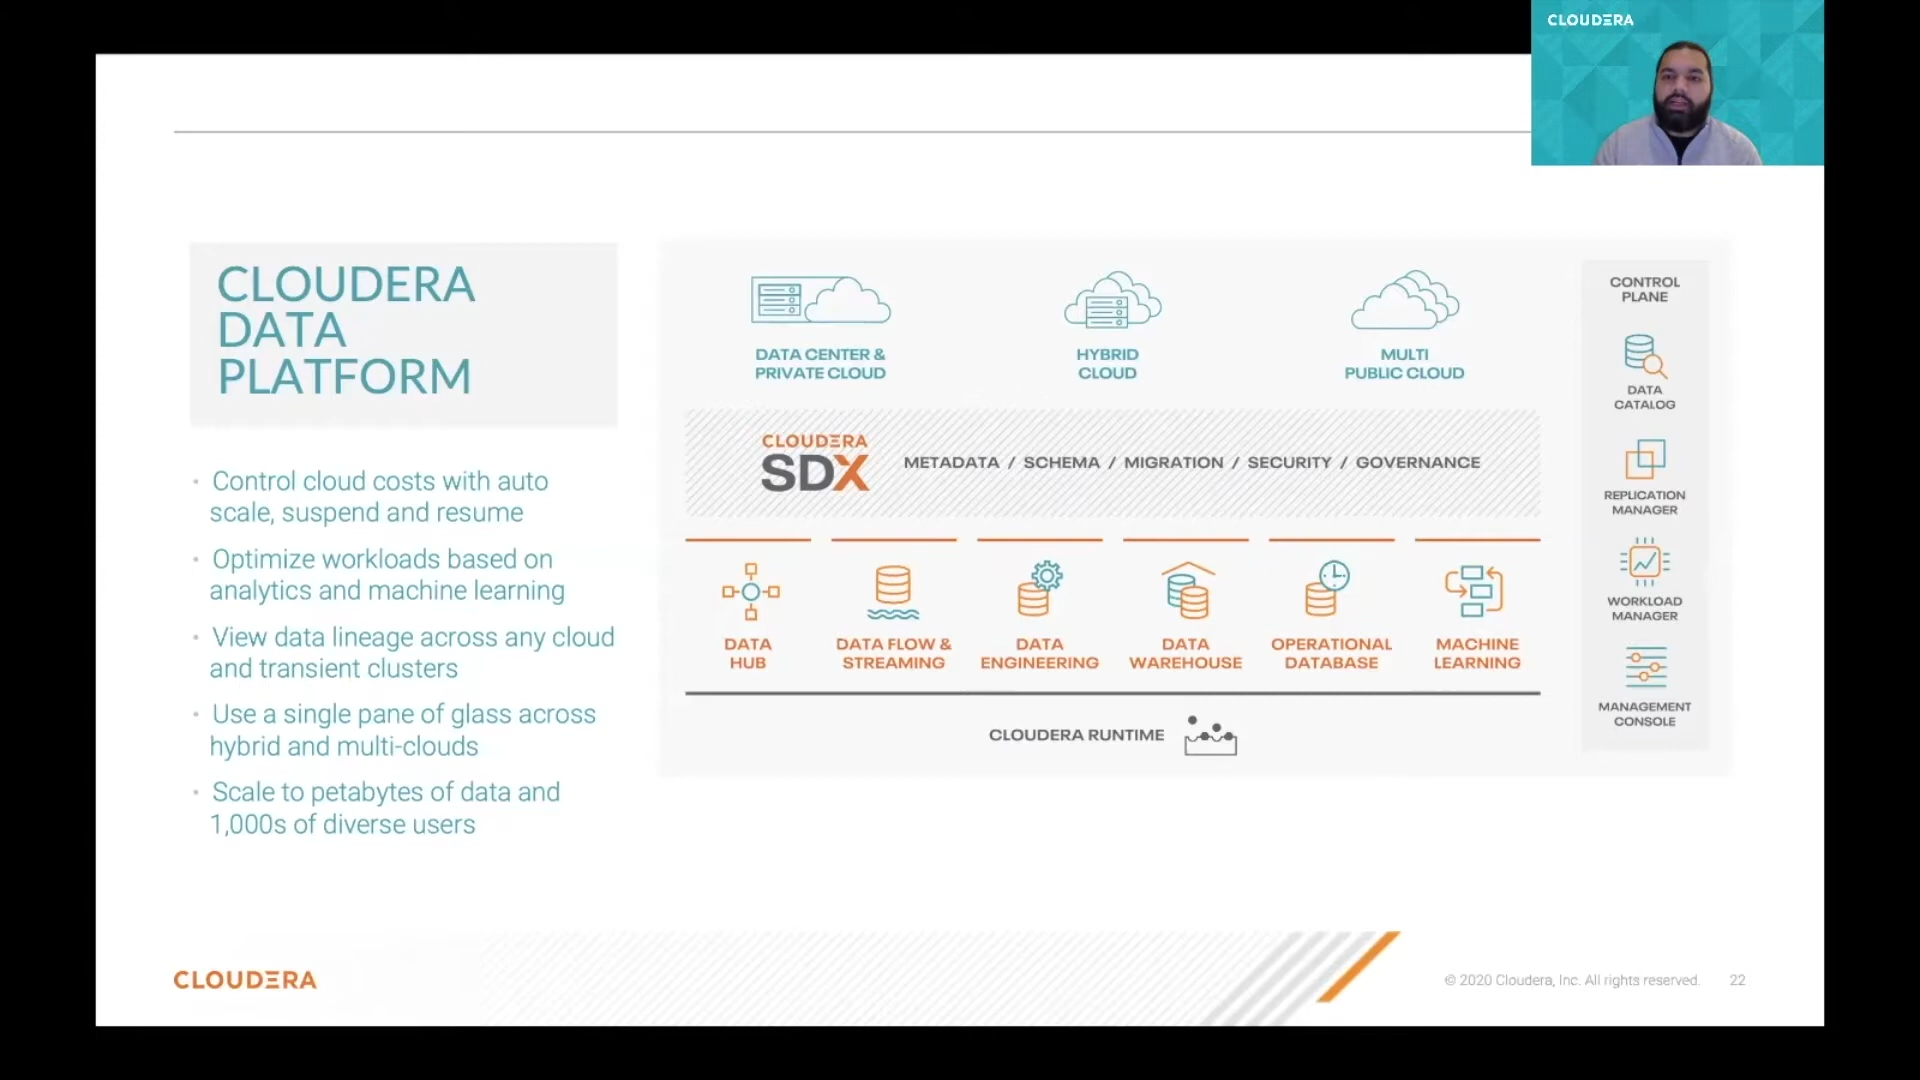 CLOUDERA
CLOUDERA
DATA
PLATFORM
• Control cloud costs with auto
scale, suspend and resume
• Optimize workloads based on
analytics and machine learning
• View data lineage across any cloud
and transient clusters
• Use a single pane of glass across
hybrid and multi-clouds
• Scale to petabytes of data and
1,000s of diverse users
DATA CENTER &
PRIVATE CLOUD
HYBRID
CLOUD
MULTI
PUBLIC CLOUD
CLOUDERA
SDX
METADATA / SCHEMA / MIGRATION / SECURITY / GOVERNANCE
DATA
HUB
DATA FLOW &
STREAMING
DATA
ENGINEERING
DATA
WAREHOUSE
OPERATIONAL
DATABASE
MACHINE
LEARNING
CLOUDERA RUNTIME
CONTROL
PLANE
DATA
CATALOG
REPLICATION
MANAGER
WORKLOAD
MANAGER
MANAGEMENT
CONSOLE
CLOUDERA
© 2020 Cloudera, Inc. All rights reserved. 22